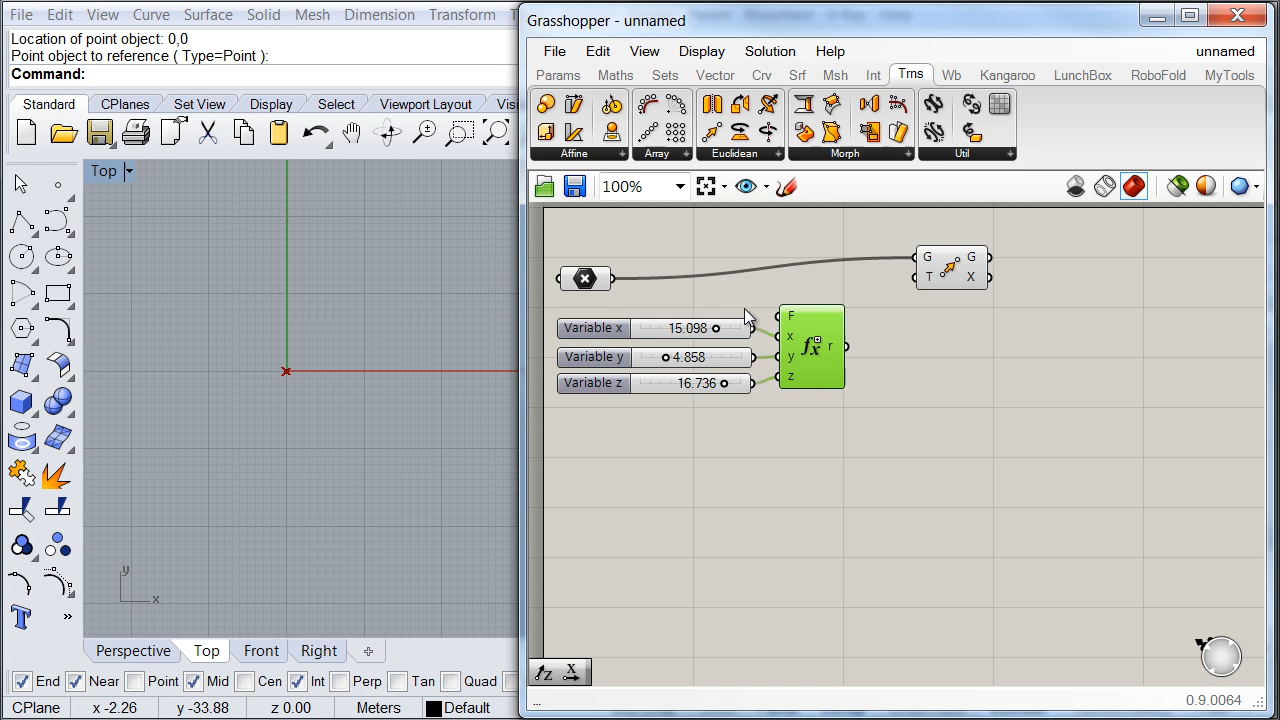 File Edit View Curve Surface Solid Mesh Dimension Transform
Location of point object: 0,0
Point object to reference ( Type=Point ):
Command:
Standard CPlanes Set View Display Select Viewport Layout
Top
y
x
Perspective Top Front Right
End Near Point Mid Cen Int Perp Tan Quad
CPlane x -2.26 y -33.88 z 0.00 Meters Default
Grasshopper - unnamed
File Edit View Display Solution Help unnamed
Params Maths Sets Vector Crv Srf Msh Int Trns Wb Kangaroo LunchBox RoboFold MyTools
Affine Array Euclidean Morph Util
100%
G G
T X
Variable x 15.098
Variable y 4.858
Variable z 16.736
F
x
y
z
fx r
Z X
... 0.9.0064